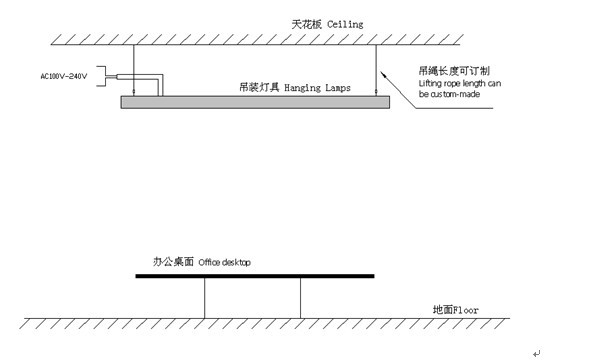 天花板 Ceiling
AC100V-240V
吊装灯具 Hanging Lamps
吊绳长度可订制
Lifting rope length can
be custom-made
办公桌面 Office desktop
地面Floor